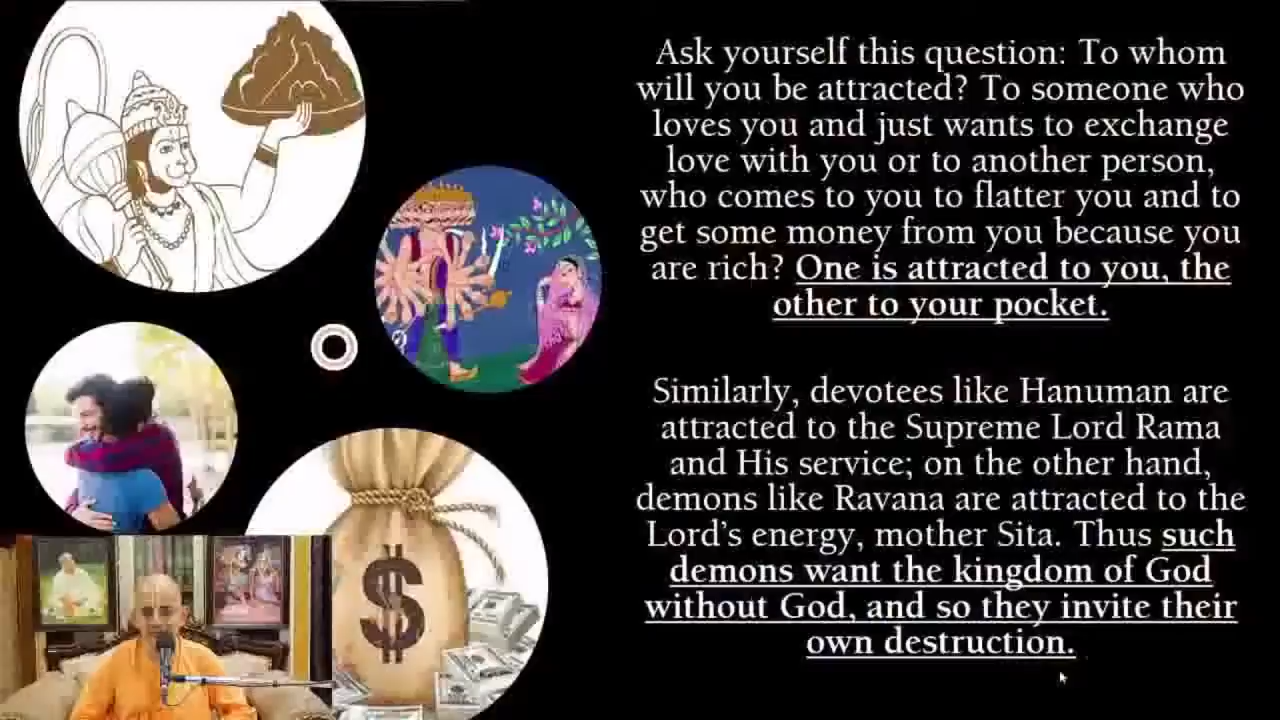 Ask yourself this question: To whom
will you be attracted? To someone who
loves you and just wants to exchange
love with you or to another person,
who comes to you to flatter you and to
get some money from you because you
are rich? One is attracted to you, the
other to your pocket.
Similarly, devotees like Hanuman are
attracted to the Supreme Lord Rama
and His service; on the other hand,
demons like Ravana are attracted to the
Lord’s energy, mother Sita. Thus such
demons want the kingdom of God
without God, and so they invite their
own destruction.
$